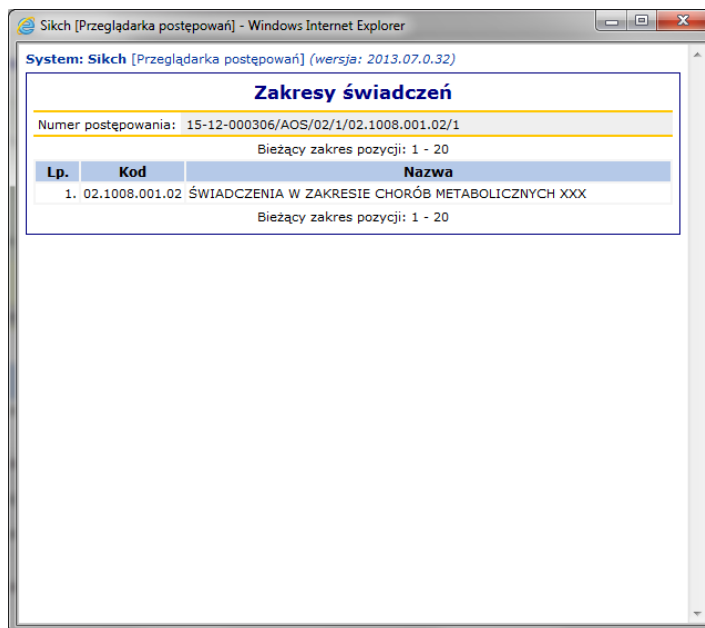 Sikch [Przeglądarka postępowań] - Windows Internet Explorer
System: Sikch [Przeglądarka postępowań] (wersja: 2013.07.0.32)
Zakresy świadczeń
Numer postępowania: 15-12-000306/AOS/02/1/02.1008.001.02/1
Bieżący zakres pozycji: 1 - 20
Lp. Kod Nazwa
1. 02.1008.001.02 ŚWIADCZENIA W ZAKRESIE CHORÓB METABOLICZNYCH XXX
Bieżący zakres pozycji: 1 - 20